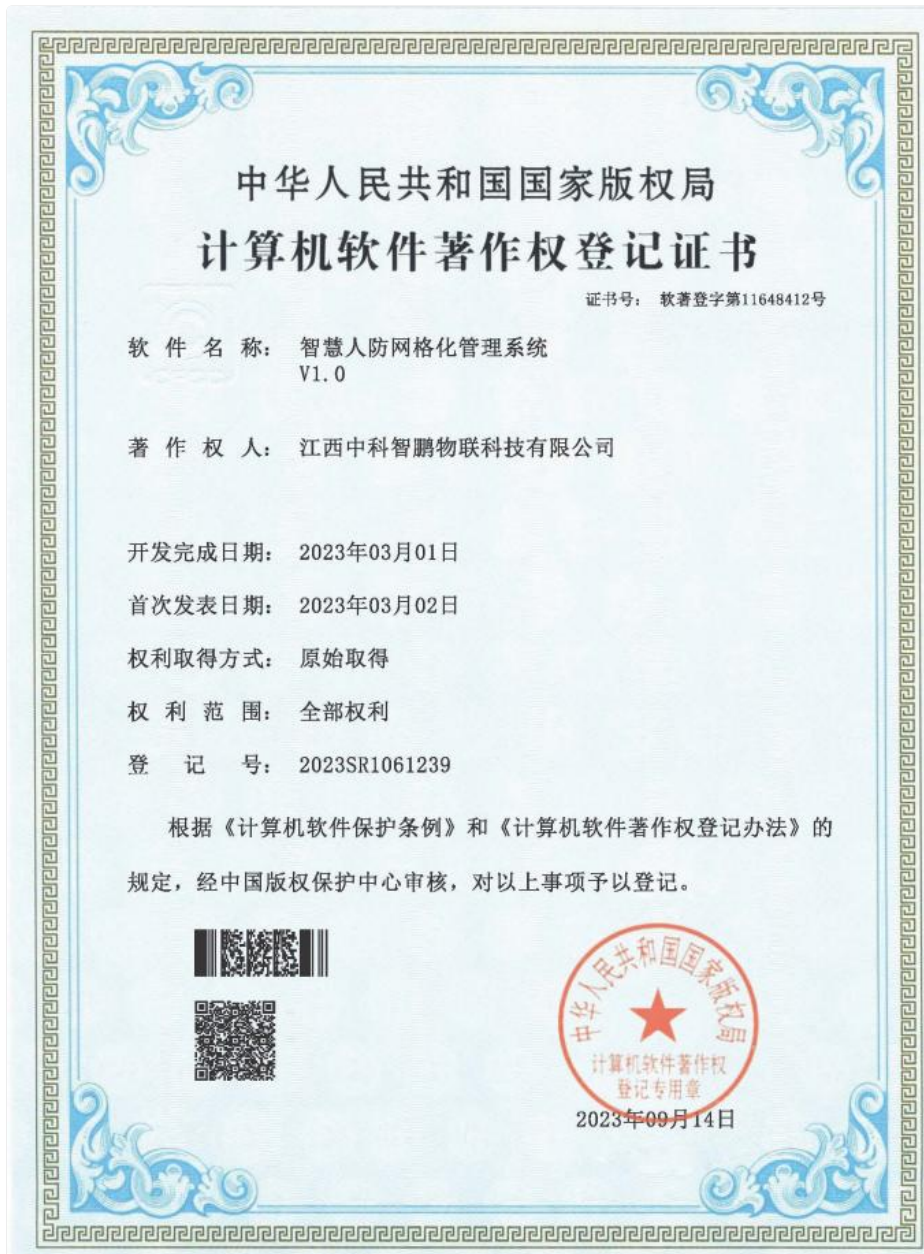 中华人民共和国国家版权局
计算机软件著作权登记证书
证书号： 软著登字第11648412号
软件名称： 智慧人防网格化管理系统
V1.0
著作权人： 江西中科智鹏物联科技有限公司
开发完成日期： 2023年03月01日
首次发表日期： 2023年03月02日
权利取得方式： 原始取得
权利范围： 全部权利
登记号： 2023SR1061239
根据《计算机软件保护条例》和《计算机软件著作权登记办法》的
规定，经中国版权保护中心审核，对以上事项予以登记。
中华人民共和国国家版权局
计算机软件著作权
登记专用章
2023年09月14日